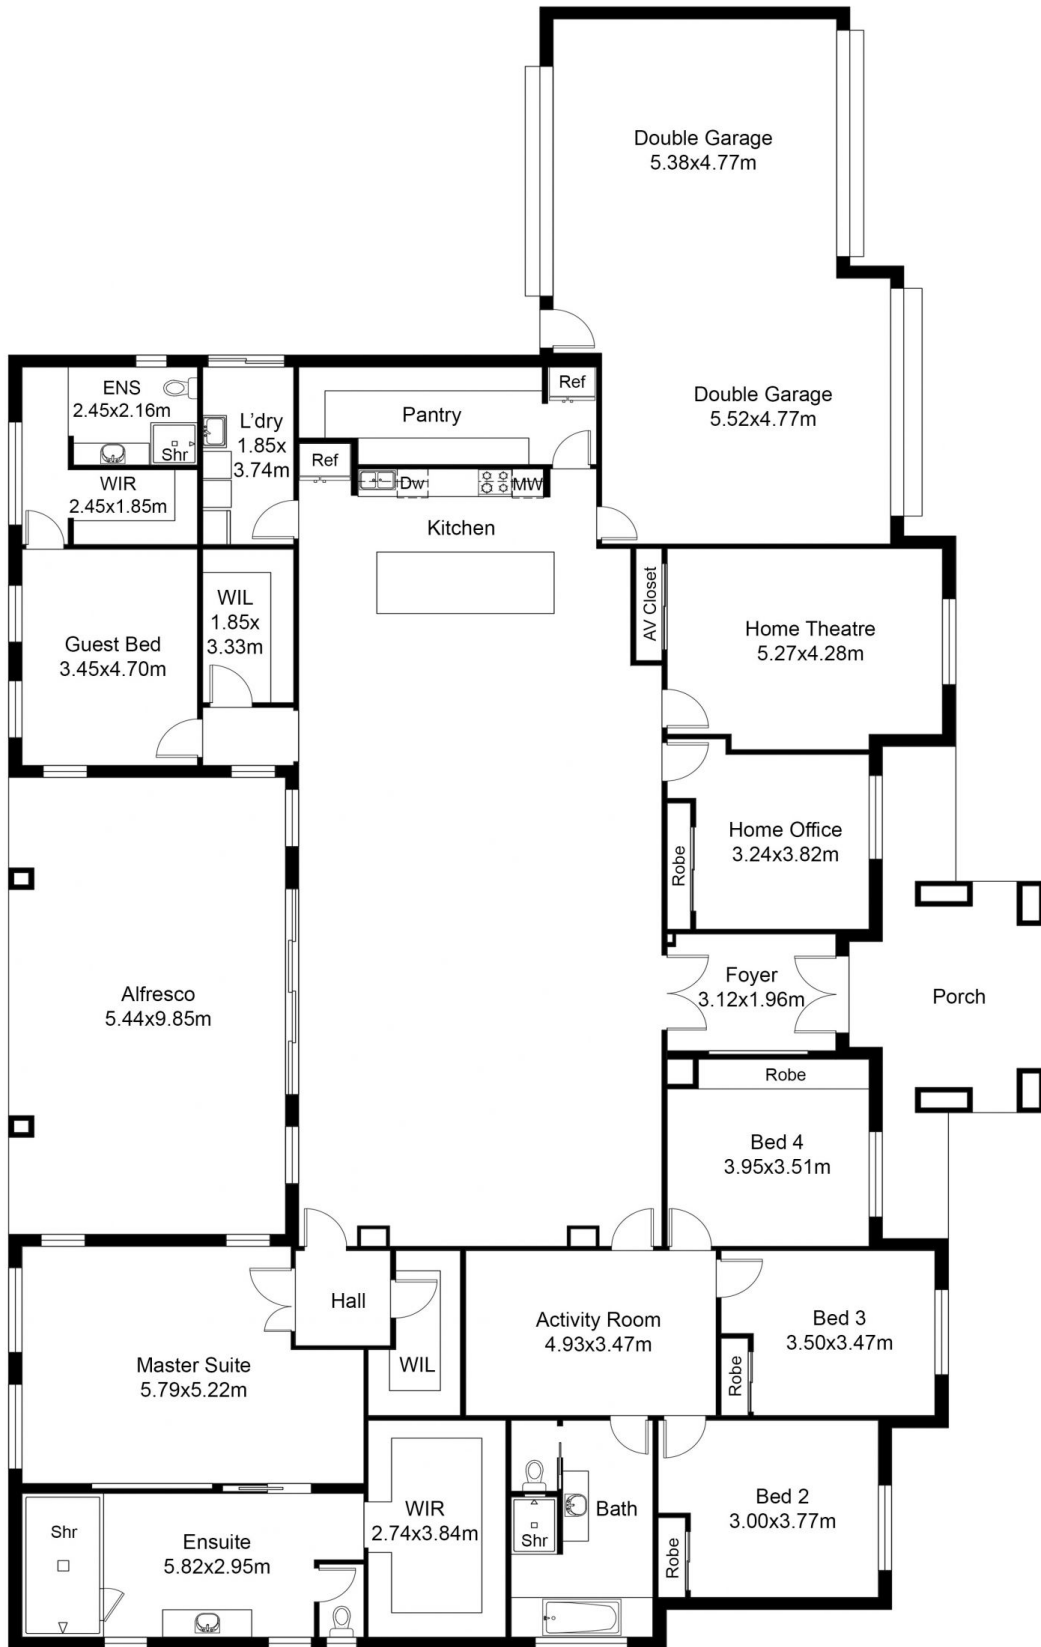 Double Garage
5.38x4.77m
Double Garage
5.52x4.77m
ENS
2.45x2.16m
Shr
L'dry
1.85x
3.74m
Pantry
Ref
Ref
Dw
MW
Kitchen
WIR
2.45x1.85m
WIL
1.85x
3.33m
Guest Bed
3.45x4.70m
AV Closet
Home Theatre
5.27x4.28m
Home Office
3.24x3.82m
Robe
Foyer
3.12x1.96m
Porch
Alfresco
5.44x9.85m
Robe
Bed 4
3.95x3.51m
Hall
WIL
Activity Room
4.93x3.47m
Bed 3
3.50x3.47m
Robe
Master Suite
5.79x5.22m
WIR
2.74x3.84m
Bath
Shr
Bed 2
3.00x3.77m
Robe
Shr
Ensuite
5.82x2.95m